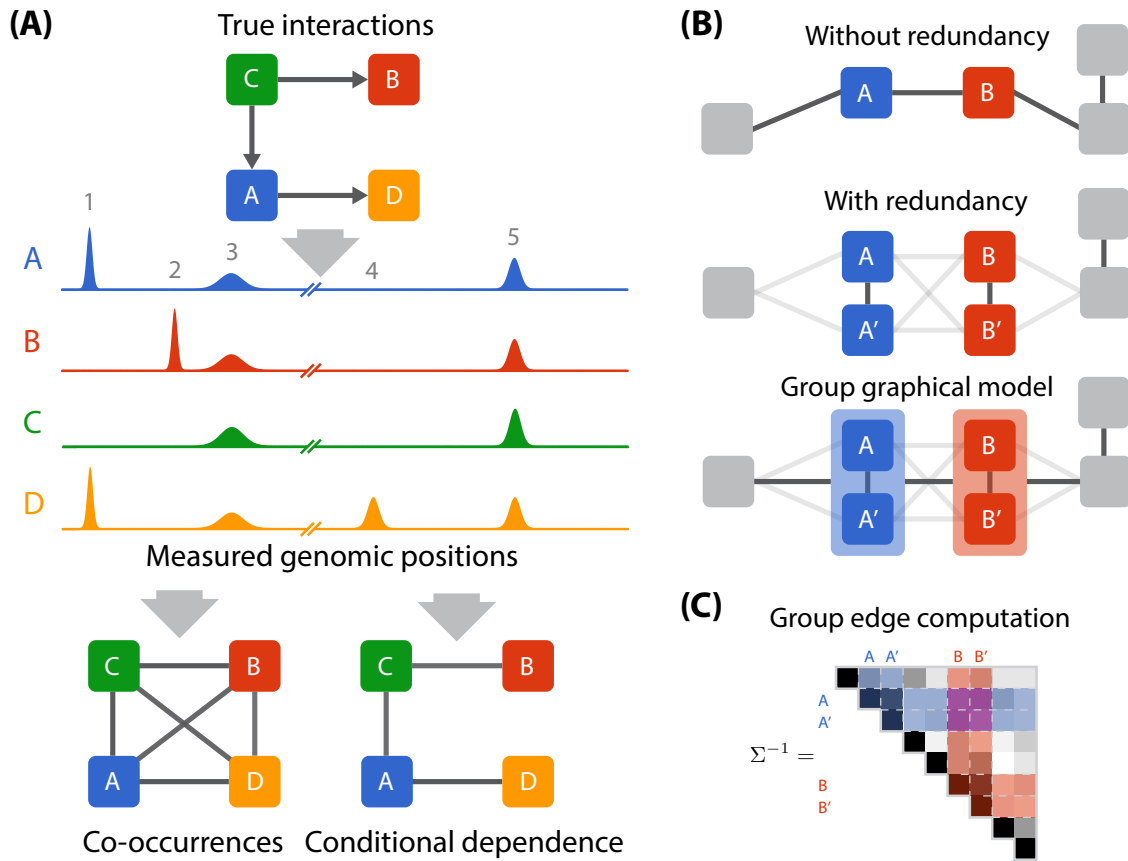 (A)
True interactions
C
B
A
D
1
2
3
4
5
A
B
C
D
Measured genomic positions
C
B
A
D
Co-occurrences
C
B
A
D
Conditional dependence
(B)
Without redundancy
A
B
With redundancy
A
B
A′
B′
Group graphical model
A
B
A′
B′
(C)
Group edge computation
A A′ B B′
A
A′
Σ⁻¹ =
B
B′